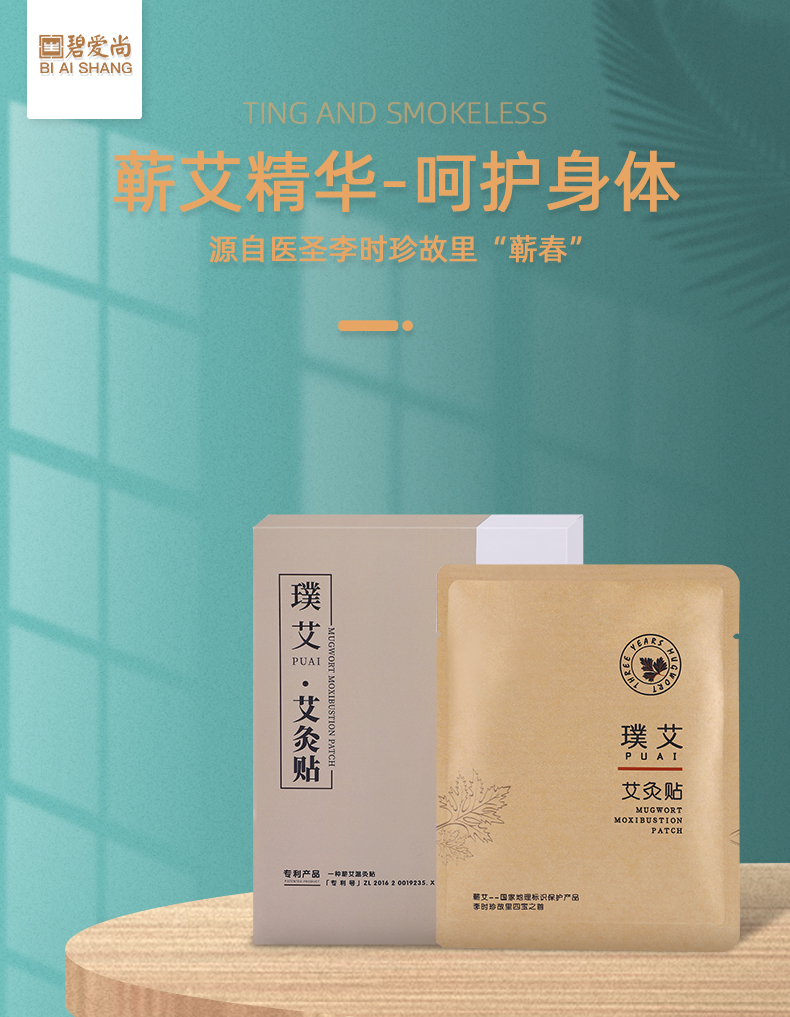 碧爱尚
BI AI SHANG
TING AND SMOKELESS
蕲艾精华-呵护身体
源自医圣李时珍故里“蕲春”
璞艾
PUAI
·艾灸贴
MUGWORT MOXIBUSTION PATCH
专利产品
PATENTED PRODUCT
一种蕲艾温灸贴
「专利号」ZL 2016 2 0019235. X
THREE YEARS MUGWORT
璞艾
PUAI
艾灸贴
MUGWORT
MOXIBUSTION
PATCH
蕲艾--国家地理标识保护产品
李时珍故里四宝之首